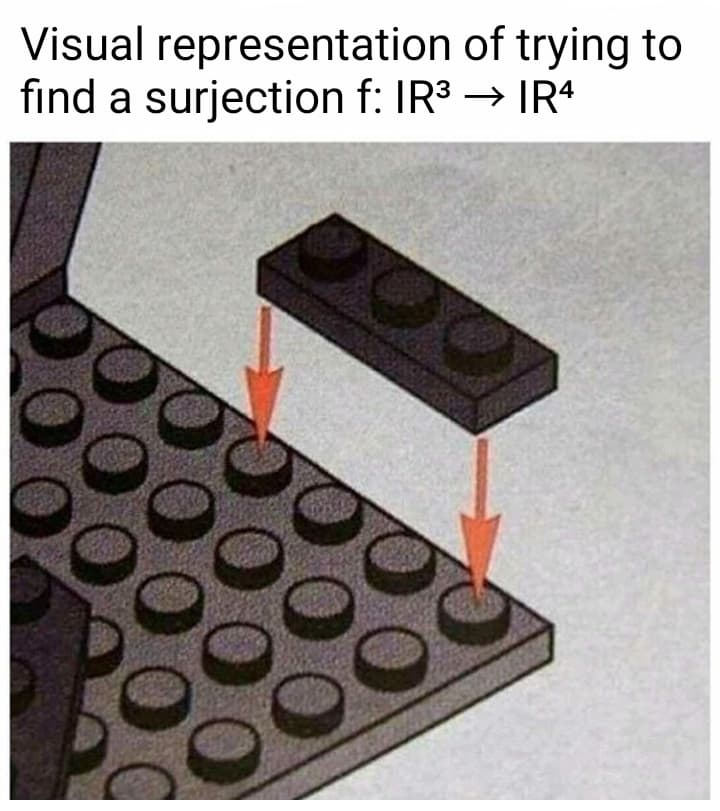 Visual representation of trying to
find a surjection f: IR³ → IR⁴